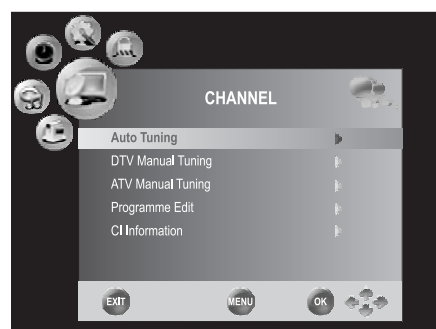 CHANNEL
Auto Tuning
DTV Manual Tuning
ATV Manual Tuning
Programme Edit
CI Information
EXIT MENU OK